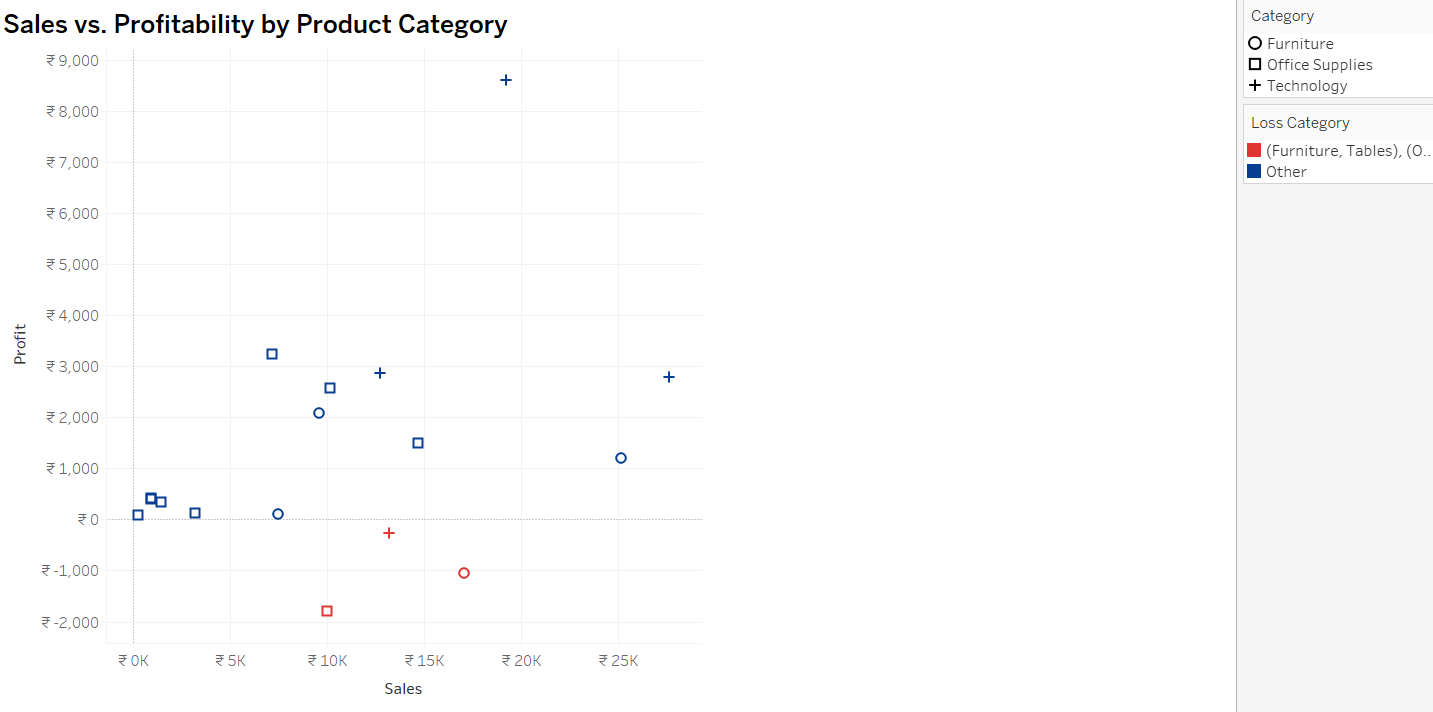 Sales vs. Profitability by Product Category
₹ 9,000
₹ 8,000
₹ 7,000
₹ 6,000
₹ 5,000
₹ 4,000
₹ 3,000
₹ 2,000
₹ 1,000
₹ 0
₹ -1,000
₹ -2,000
Profit
₹ 0K ₹ 5K ₹ 10K ₹ 15K ₹ 20K ₹ 25K
Sales
Category
Furniture
Office Supplies
Technology
Loss Category
(Furniture, Tables), (O...
Other